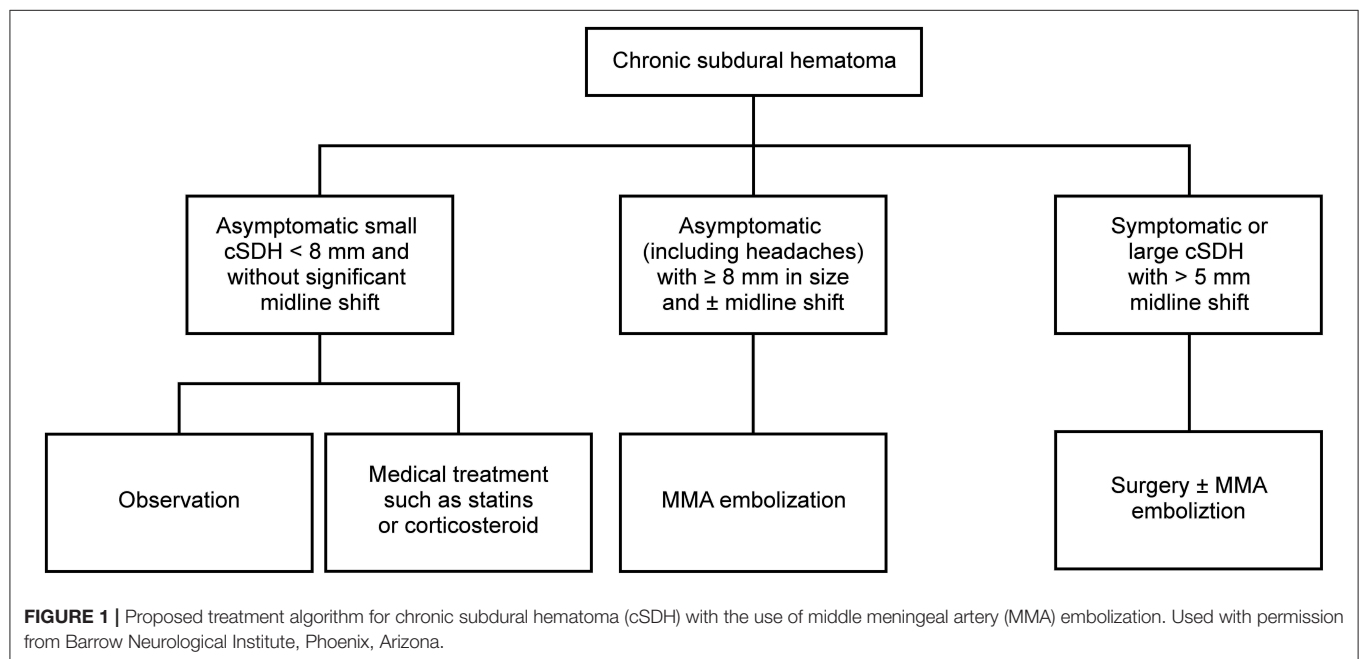 Chronic subdural hematoma
Asymptomatic small
cSDH < 8 mm and
without significant
midline shift
Asymptomatic
(including headaches)
with ≥ 8 mm in size
and ± midline shift
Symptomatic or
large cSDH
with > 5 mm
midline shift
Observation
Medical treatment
such as statins
or corticosteroid
MMA embolization
Surgery ± MMA
emboliztion
FIGURE 1 | Proposed treatment algorithm for chronic subdural hematoma (cSDH) with the use of middle meningeal artery (MMA) embolization. Used with permission
from Barrow Neurological Institute, Phoenix, Arizona.